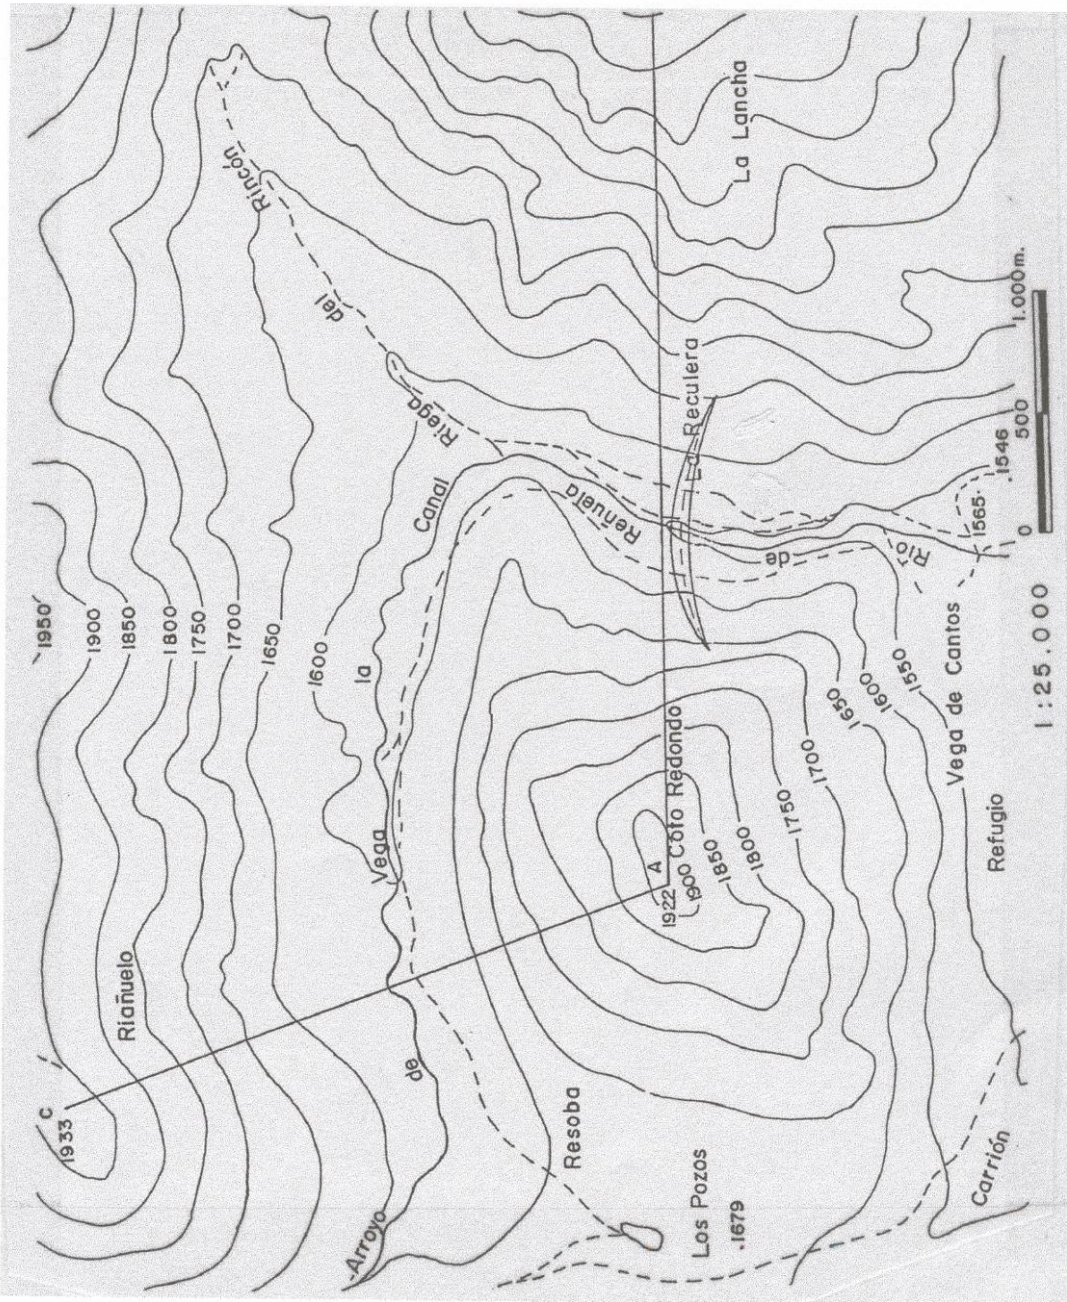 1950
1900
1850
1800
1750
1700
1650
1600
1933
C
Riañuelo
Arroyo
de
Vega
la
Canal
Riega
del
Rincón
Resoba
Los Pozos
.1679
1922
A
Coto Redondo
1900
1850
1800
1750
1700
1650
1600
1550
Río
de
Reñuela
La Reculera
La Lancha
Carrión
Refugio
Vega de Cantos
1565.
.1546
0
500
1.000m.
1:25.000